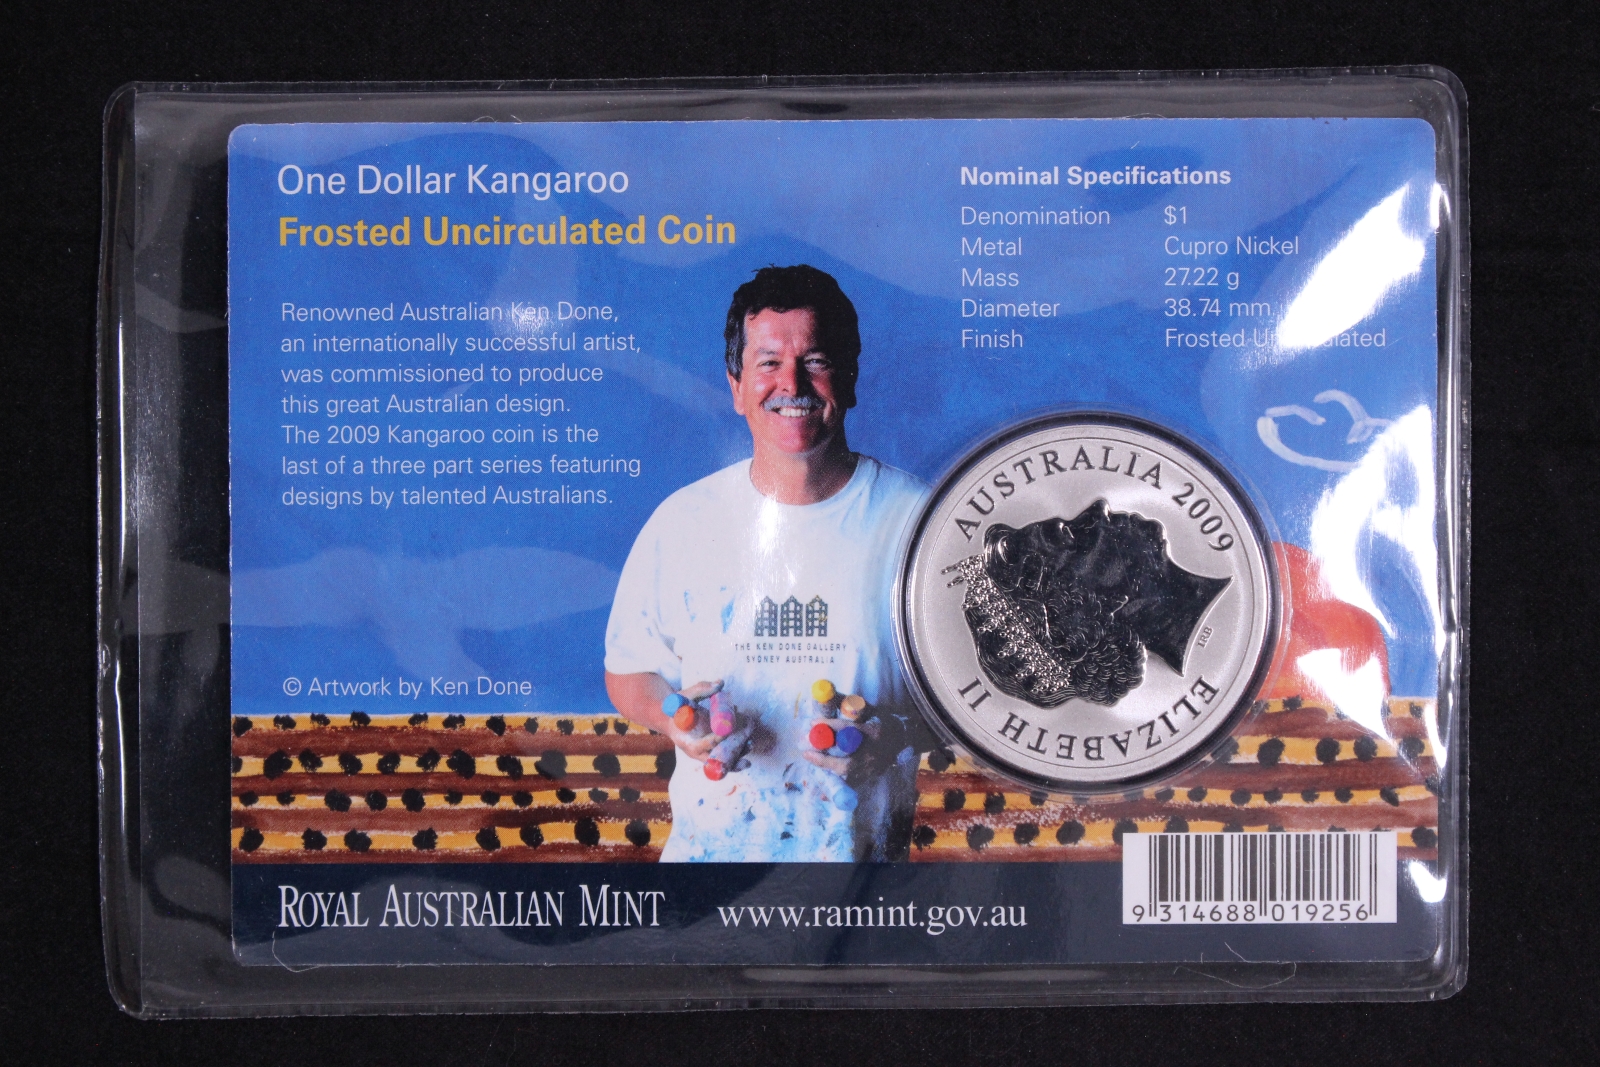 One Dollar Kangaroo
Frosted Uncirculated Coin
Renowned Australian Ken Done,
an internationally successful artist,
was commissioned to produce
this great Australian design.
The 2009 Kangaroo coin is the
last of a three part series featuring
designs by talented Australians.
© Artwork by Ken Done
Nominal Specifications
Denomination $1
Metal Cupro Nickel
Mass 27.22 g
Diameter 38.74 mm
Finish Frosted Uncirculated
AUSTRALIA 2009
IRB
ELIZABETH II
THE KEN DONE GALLERY
SYDNEY AUSTRALIA
ROYAL AUSTRALIAN MINT www.ramint.gov.au
9 314688 019256